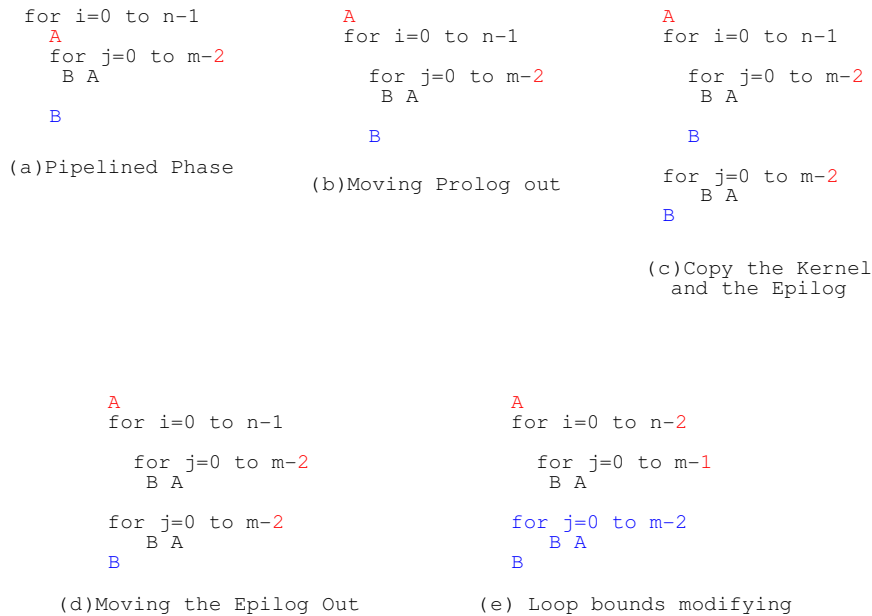 for i=0 to n-1
A
for j=0 to m-2
B A
B
(a)Pipelined Phase
A
for i=0 to n-1
for j=0 to m-2
B A
B
(b)Moving Prolog out
A
for i=0 to n-1
for j=0 to m-2
B A
B
for j=0 to m-2
B A
B
(c)Copy the Kernel
and the Epilog
A
for i=0 to n-1
for j=0 to m-2
B A
for j=0 to m-2
B A
B
(d)Moving the Epilog Out
A
for i=0 to n-2
for j=0 to m-1
B A
for j=0 to m-2
B A
B
(e) Loop bounds modifying